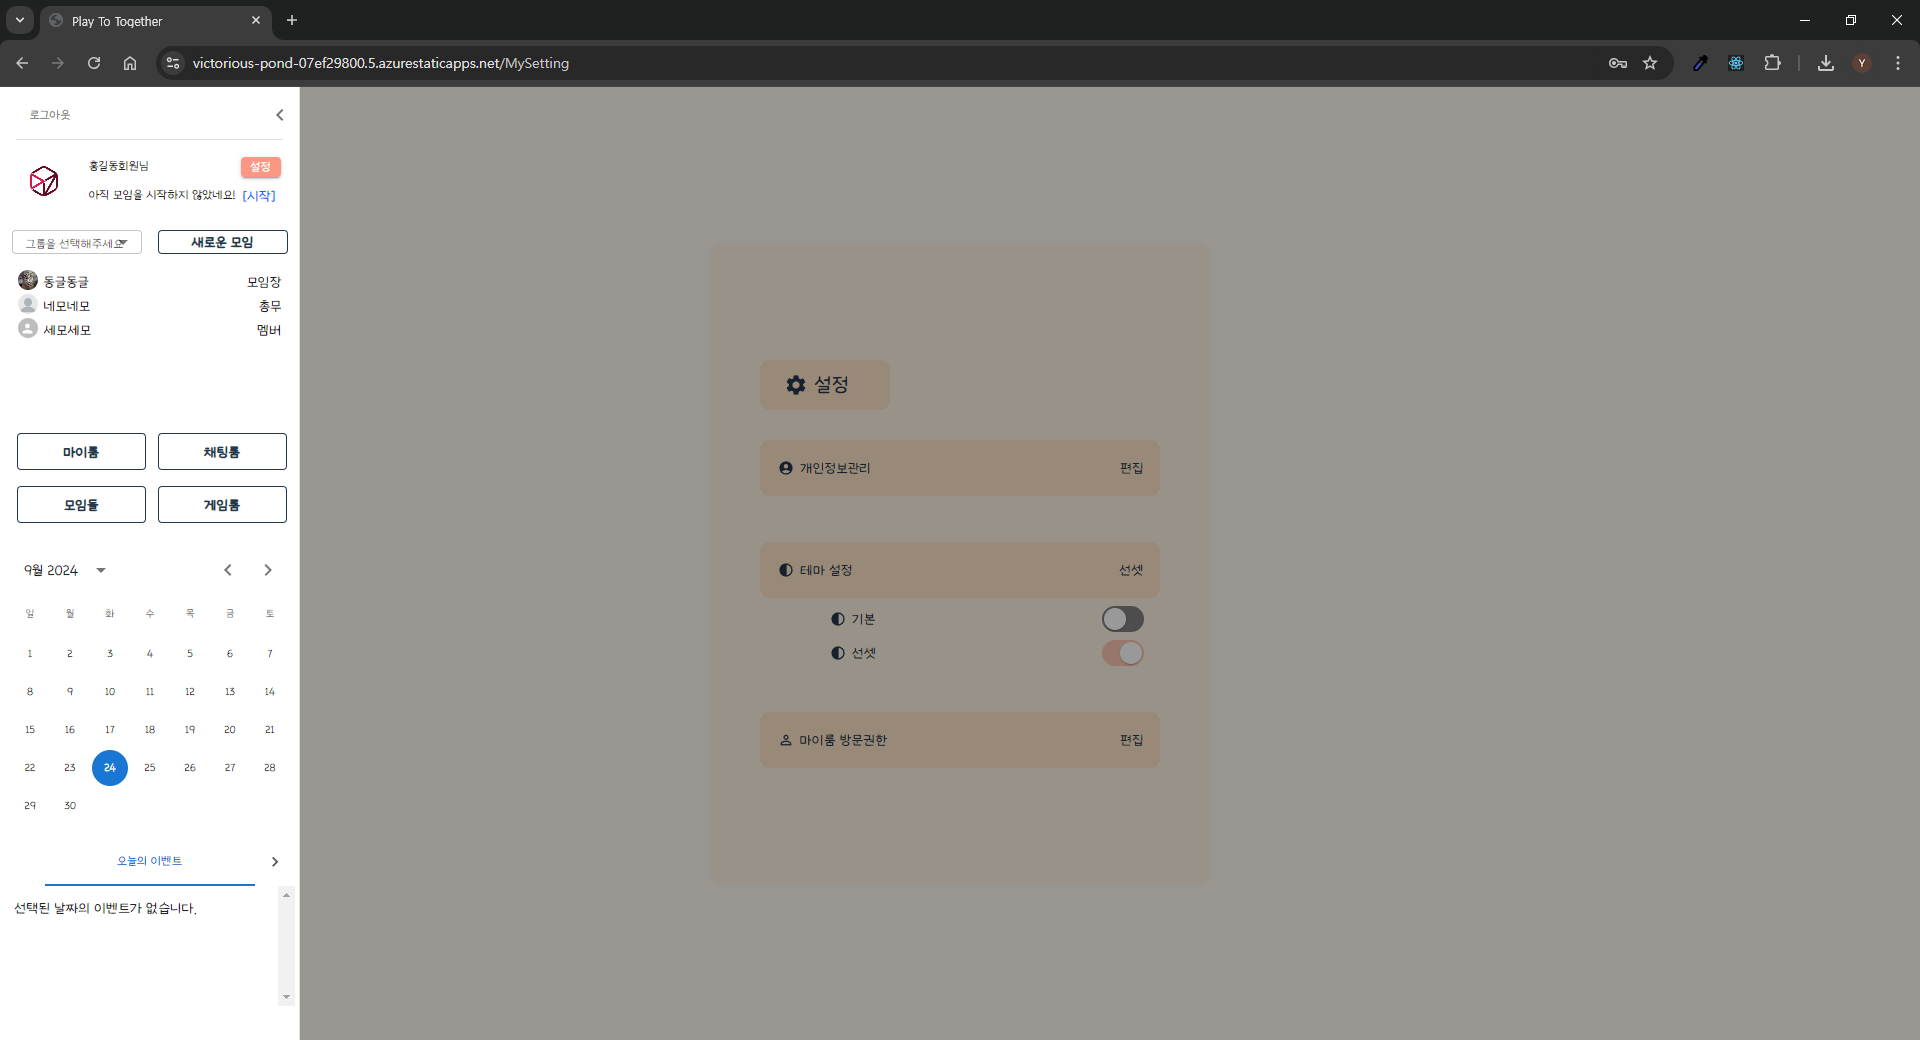 Play To Together
victorious-pond-07ef29800.5.azurestaticapps.net/MySetting
Y
로그아웃
홍길동회원님
설정
아직 모임을 시작하지 않았네요! [시작]
그룹을 선택해주세요
새로운 모임
동글동글 모임장
네모네모 총무
세모세모 멤버
마이룸 채팅룸
모임돌 게임룸
9월 2024
일 월 화 수 목 금 토
1 2 3 4 5 6 7
8 9 10 11 12 13 14
15 16 17 18 19 20 21
22 23 24 25 26 27 28
29 30
오늘의 이벤트
선택된 날짜의 이벤트가 없습니다.
설정
개인정보관리 편집
테마 설정 선셋
기본
선셋
마이룸 방문권한 편집